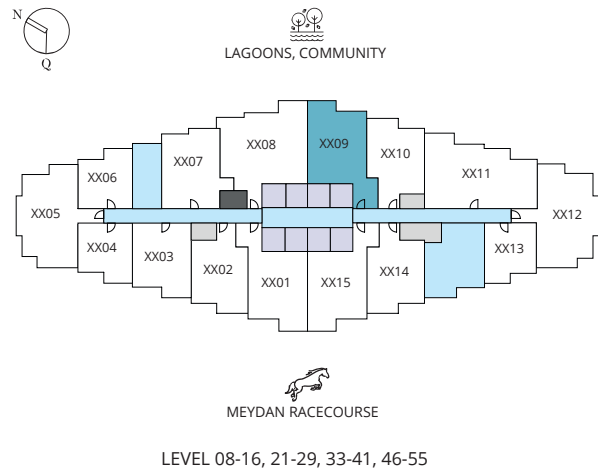 N
Q
LAGOONS, COMMUNITY
XX08
XX09
XX10
XX07
XX06
XX11
XX05
XX12
XX04
XX03
XX02
XX01
XX15
XX14
XX13
MEYDAN RACECOURSE
LEVEL 08-16, 21-29, 33-41, 46-55